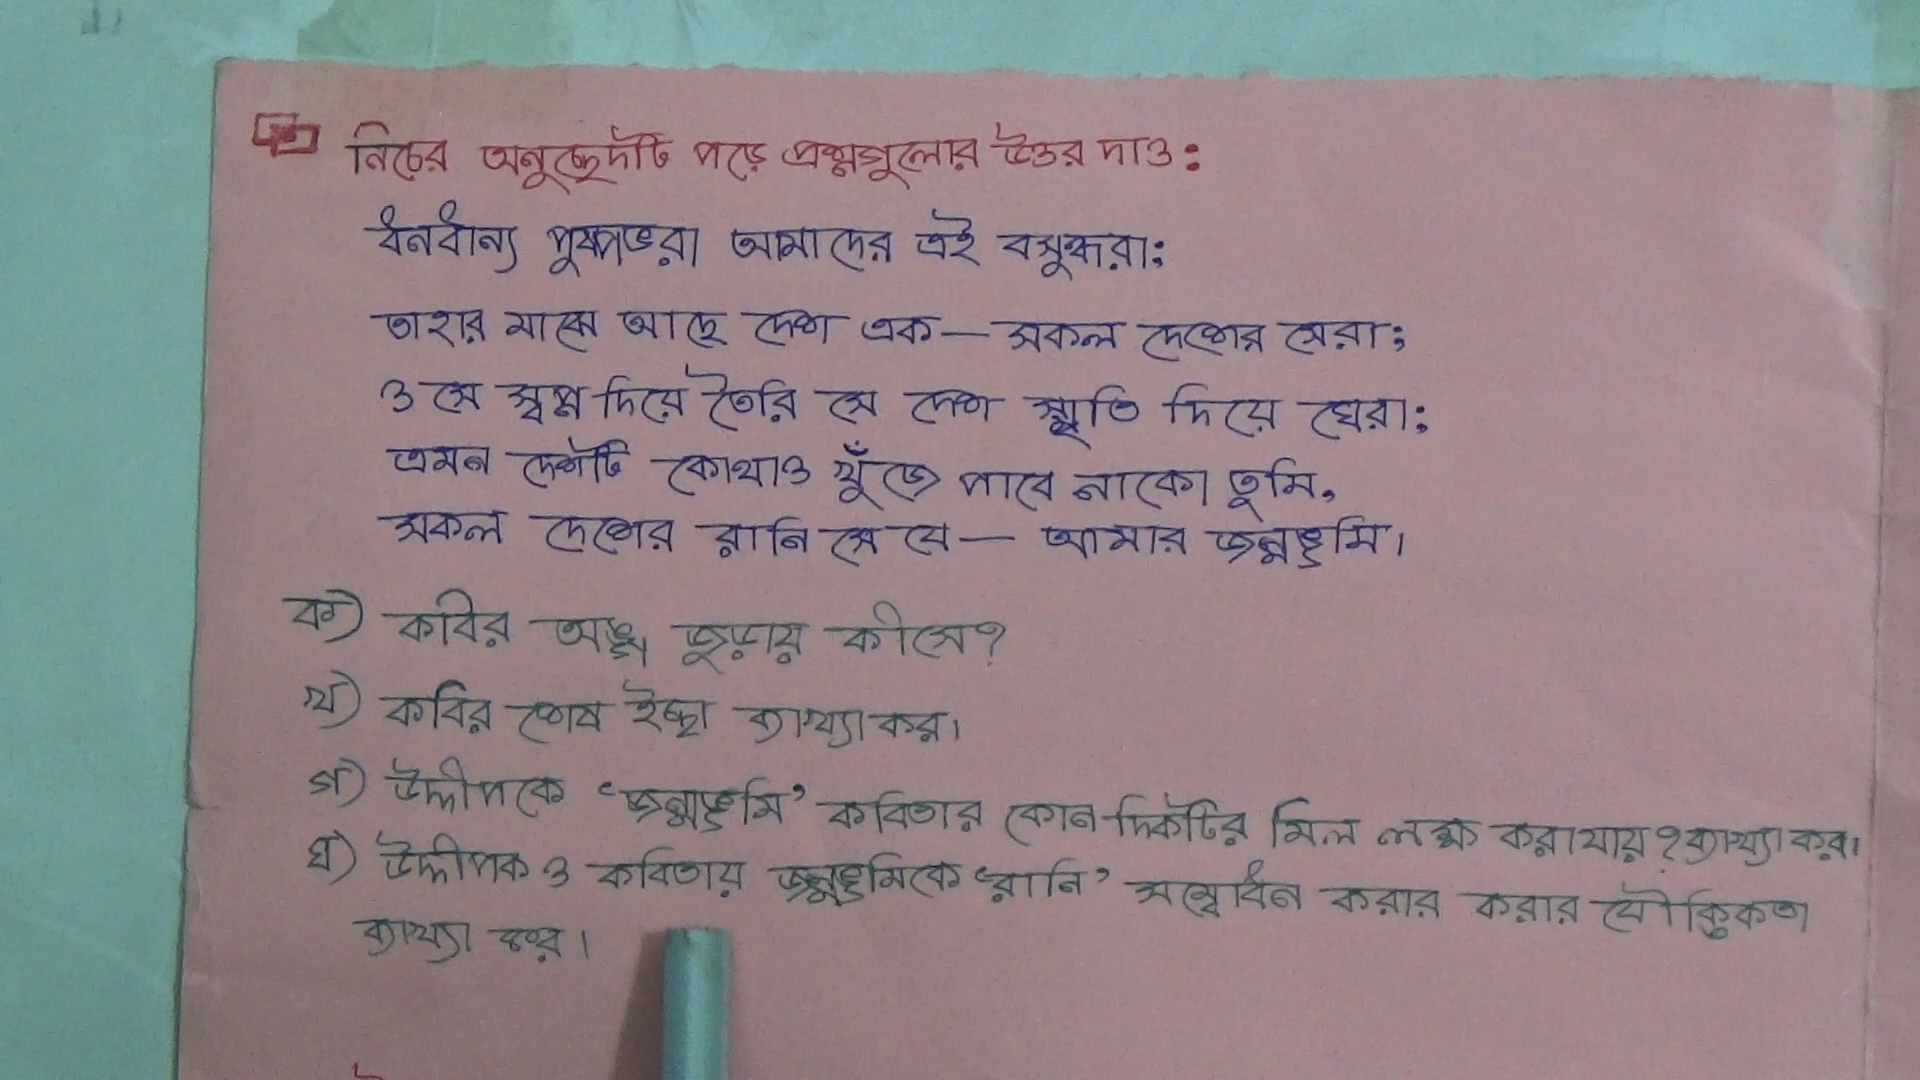 নিচের অনুচ্ছেদটি পড়ে প্রশ্নগুলোর উত্তর দাও:
ধনধান্য পুষ্পভরা আমাদের এই বসুন্ধরা;
তাহার মাঝে আছে দেশ এক— সকল দেশের সেরা;
ও সে স্বপ্ন দিয়ে তৈরি সে দেশ স্মৃতি দিয়ে ঘেরা;
এমন দেশটি কোথাও খুঁজে পাবে নাকো তুমি,
সকল দেশের রানি সে যে— আমার জন্মভূমি।
ক) কবির অঙ্গ জুড়ায় কীসে?
খ) কবির শেষ ইচ্ছা ব্যাখ্যা কর।
গ) উদ্দীপকে 'জন্মভূমি' কবিতার কোন দিকটির মিল লক্ষ করা যায়? ব্যাখ্যা কর।
ঘ) উদ্দীপক ও কবিতায় জন্মভূমিকে 'রানি' সম্বোধন করার করার যৌক্তিকতা
ব্যাখ্যা কর।